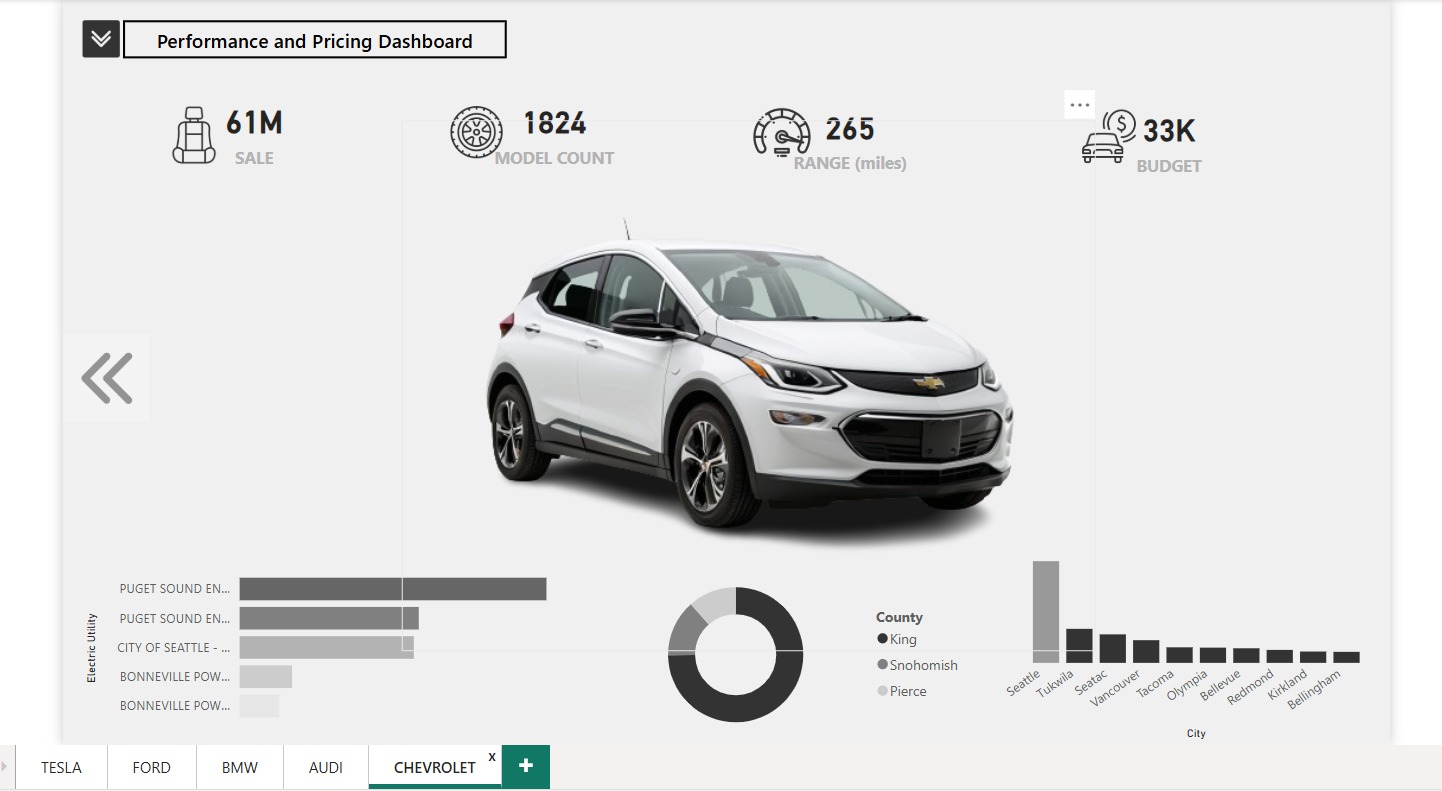 Performance and Pricing Dashboard
61M
SALE
1824
MODEL COUNT
265
RANGE (miles)
...
33K
BUDGET
$
Electric Utility
PUGET SOUND EN...
PUGET SOUND EN...
CITY OF SEATTLE - ...
BONNEVILLE POW...
BONNEVILLE POW...
County
King
Snohomish
Pierce
Seattle
Tukwila
Seatac
Vancouver
Tacoma
Olympia
Bellevue
Redmond
Kirkland
Bellingham
City
TESLA
FORD
BMW
AUDI
CHEVROLET
x
+